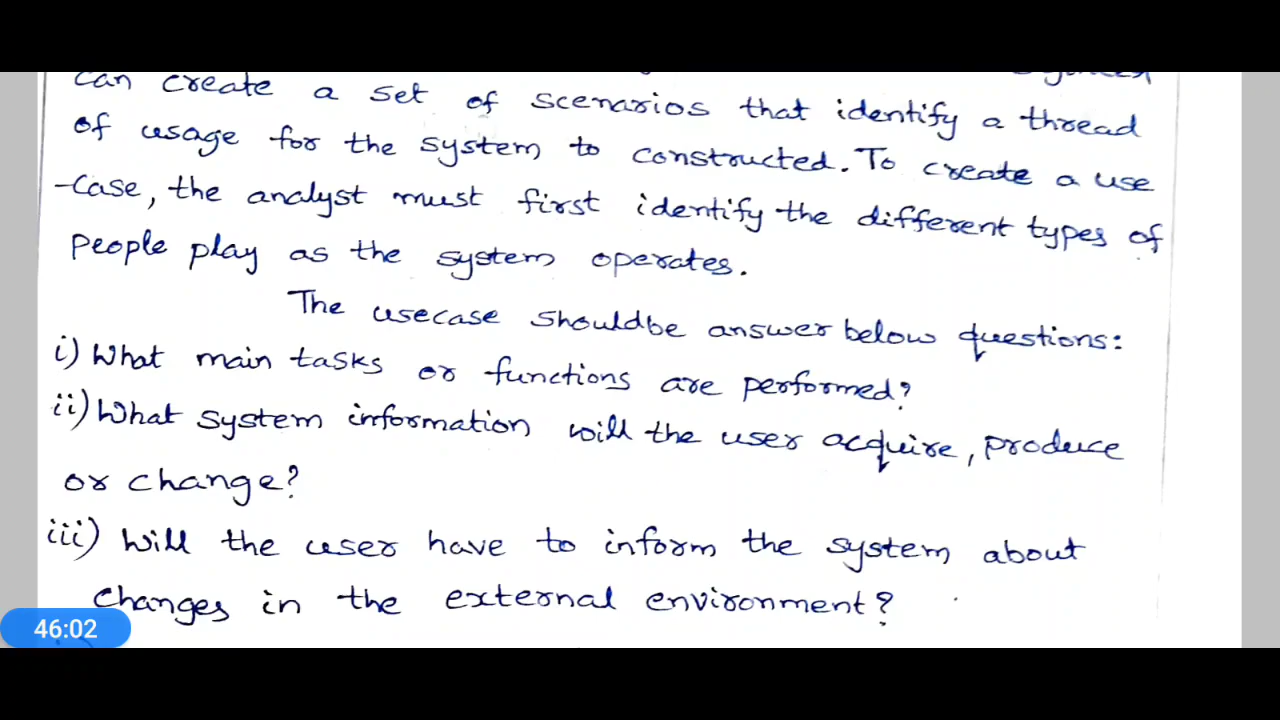 can create a set of scenarios that identify a thread
of usage for the system to constructed. To create a use
-case, the analyst must first identify the different types of
people play as the system operates.
The usecase shouldbe answer below questions:
i) What main tasks or functions are performed?
ii) What system information will the user acquire, produce
or change?
iii) Will the user have to inform the system about
changes in the external environment?
46:02